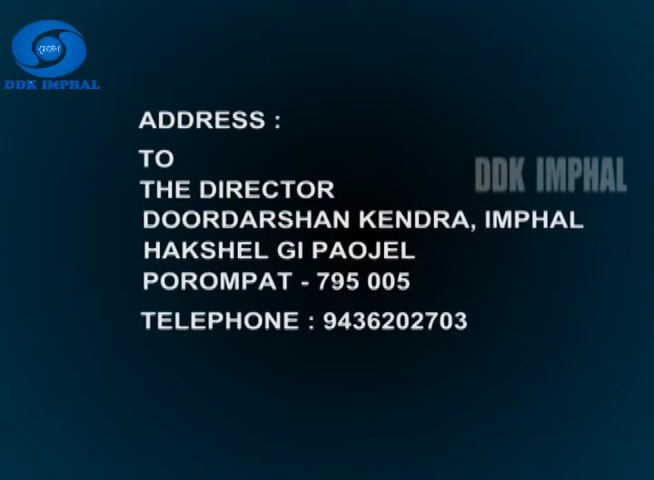 DDK IMPHAL
ADDRESS :
TO
DDK IMPHAL
THE DIRECTOR
DOORDARSHAN KENDRA, IMPHAL
HAKSHEL GI PAOJEL
POROMPAT - 795 005
TELEPHONE : 9436202703